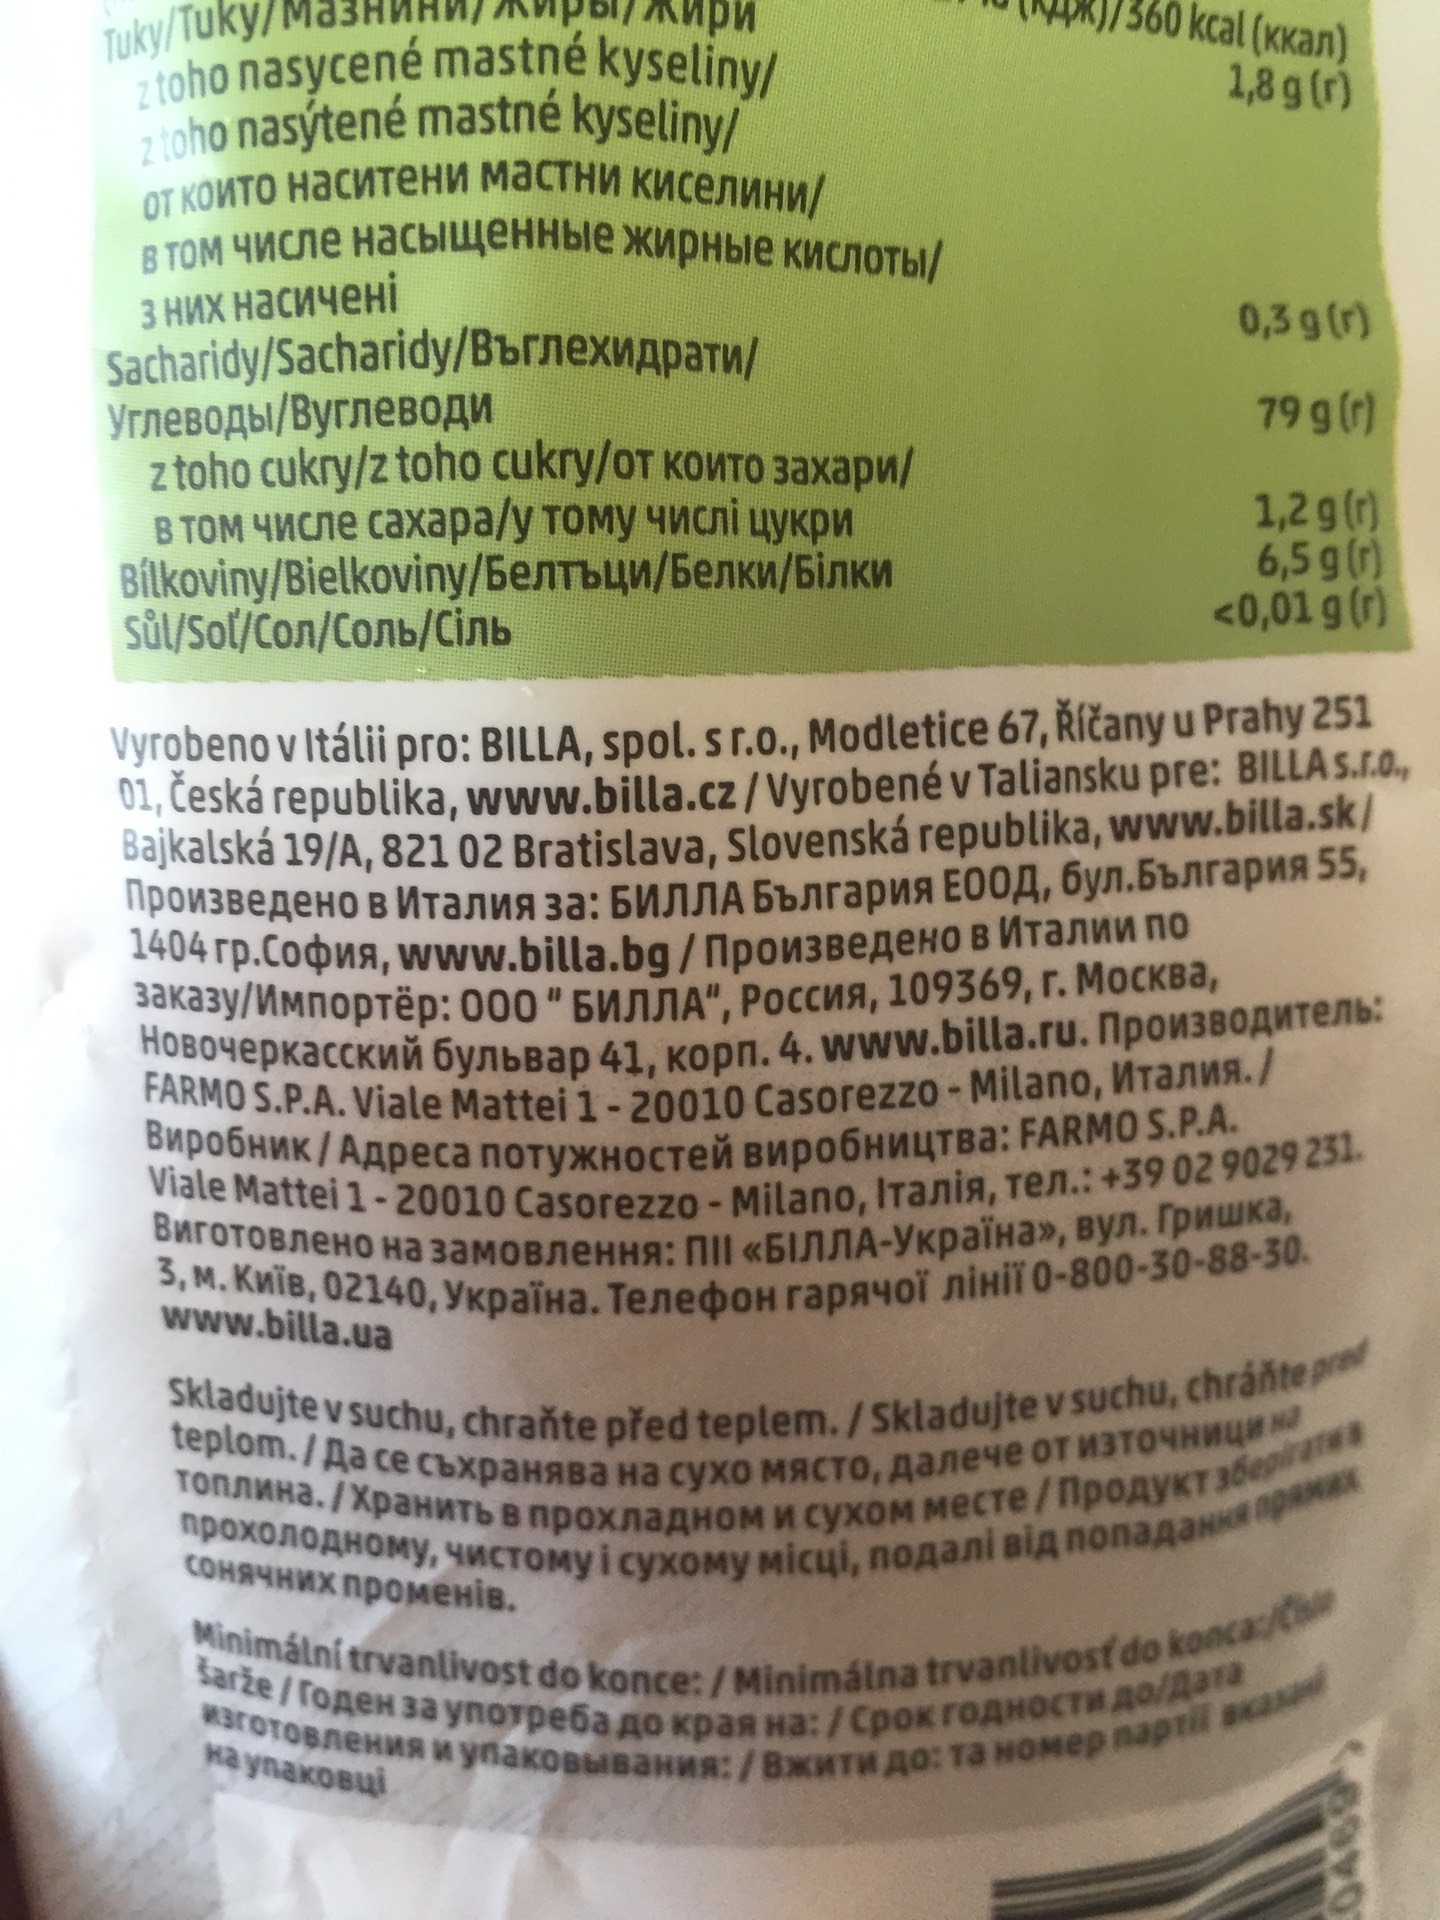 (кДж)/360 kcal (ккал)
Tuky/Tuky/Мазнини/Жиры/Жири 1,8 g (г)
z toho nasycené mastné kyseliny/
z toho nasýtené mastné kyseliny/
от които наситени мастни киселини/
в том числе насыщенные жирные кислоты/
з них насичені 0,3 g (г)
Sacharidy/Sacharidy/Въглехидрати/
Углеводы/Вуглеводи 79 g (г)
z toho cukry/z toho cukry/от които захари/
в том числе сахара/у тому числі цукри 1,2 g (г)
Bílkoviny/Bielkoviny/Белтъци/Белки/Білки 6,5 g (г)
Sůl/Soľ/Сол/Соль/Сіль <0,01 g (г)
Vyrobeno v Itálii pro: BILLA, spol. s r.o., Modletice 67, Říčany u Prahy 251
01, Česká republika, www.billa.cz / Vyrobené v Taliansku pre: BILLA s.r.o.,
Bajkalská 19/A, 821 02 Bratislava, Slovenská republika, www.billa.sk /
Произведено в Италия за: БИЛЛА България ЕООД, бул.България 55,
1404 гр.София, www.billa.bg / Произведено в Италии по
заказу/Импортёр: ООО " БИЛЛА", Россия, 109369, г. Москва,
Новочеркасский бульвар 41, корп. 4. www.billa.ru. Производитель:
FARMO S.P.A. Viale Mattei 1 - 20010 Casorezzo - Milano, Италия. /
Виробник / Адреса потужностей виробництва: FARMO S.P.A.
Viale Mattei 1 - 20010 Casorezzo - Milano, Італія, тел.: +39 02 9029 231.
Виготовлено на замовлення: ПІІ «БІЛЛА-Україна», вул. Гришка,
3, м. Київ, 02140, Україна. Телефон гарячої лінії 0-800-30-88-30.
www.billa.ua
Skladujte v suchu, chraňte před teplem. / Skladujte v suchu, chráňte pred
teplom. / Да се съхранява на сухо място, далече от източници на
топлина. / Хранить в прохладном и сухом месте / Продукт зберігати в
прохолодному, чистому і сухому місці, подалі від попадання прямих
сонячних променів.
Minimální trvanlivost do konce: / Minimálna trvanlivosť do konca:/Číslo
šarže / Годен за употреба до края на: / Срок годности до/Дата
изготовления и упаковывания: / Вжити до: та номер партії вказані
на упаковці